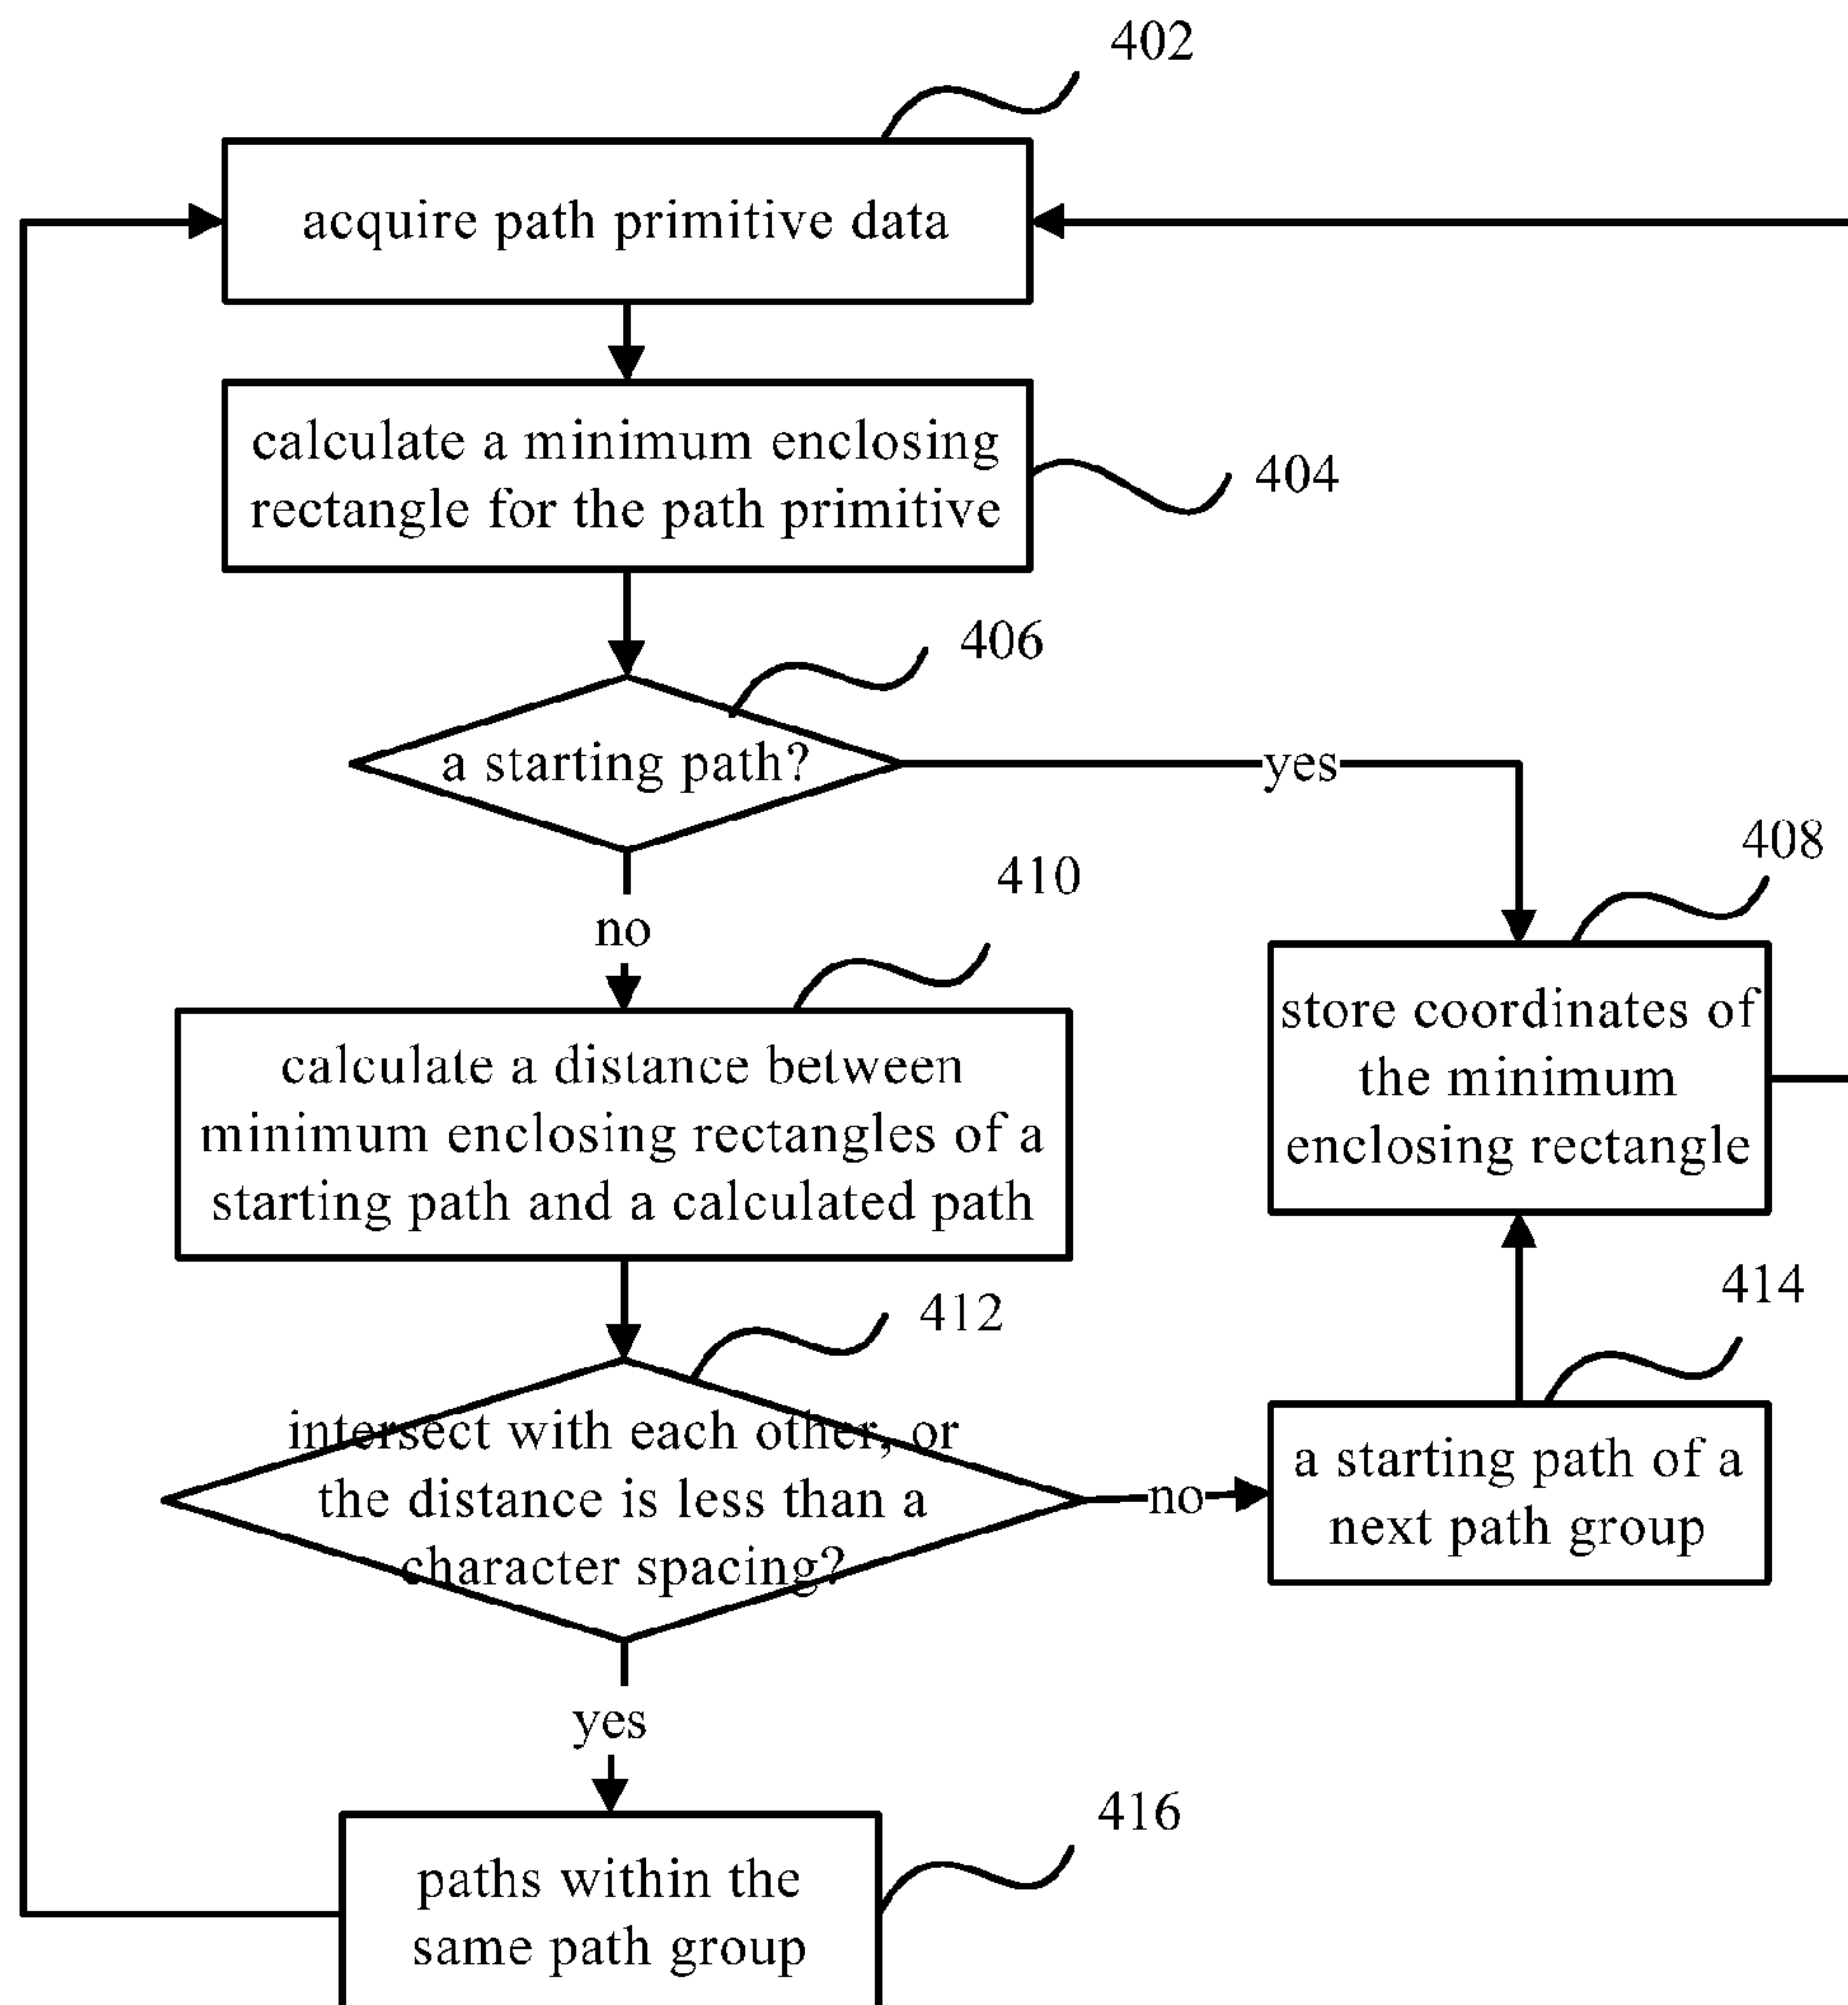 402
acquire path primitive data
calculate a minimum enclosing
rectangle for the path primitive
404
406
a starting path?
yes
408
410
no
store coordinates of
the minimum
enclosing rectangle
calculate a distance between
minimum enclosing rectangles of a
starting path and a calculated path
412
414
intersect with each other, or
the distance is less than a
character spacing?
no
a starting path of a
next path group
yes
416
paths within the
same path group